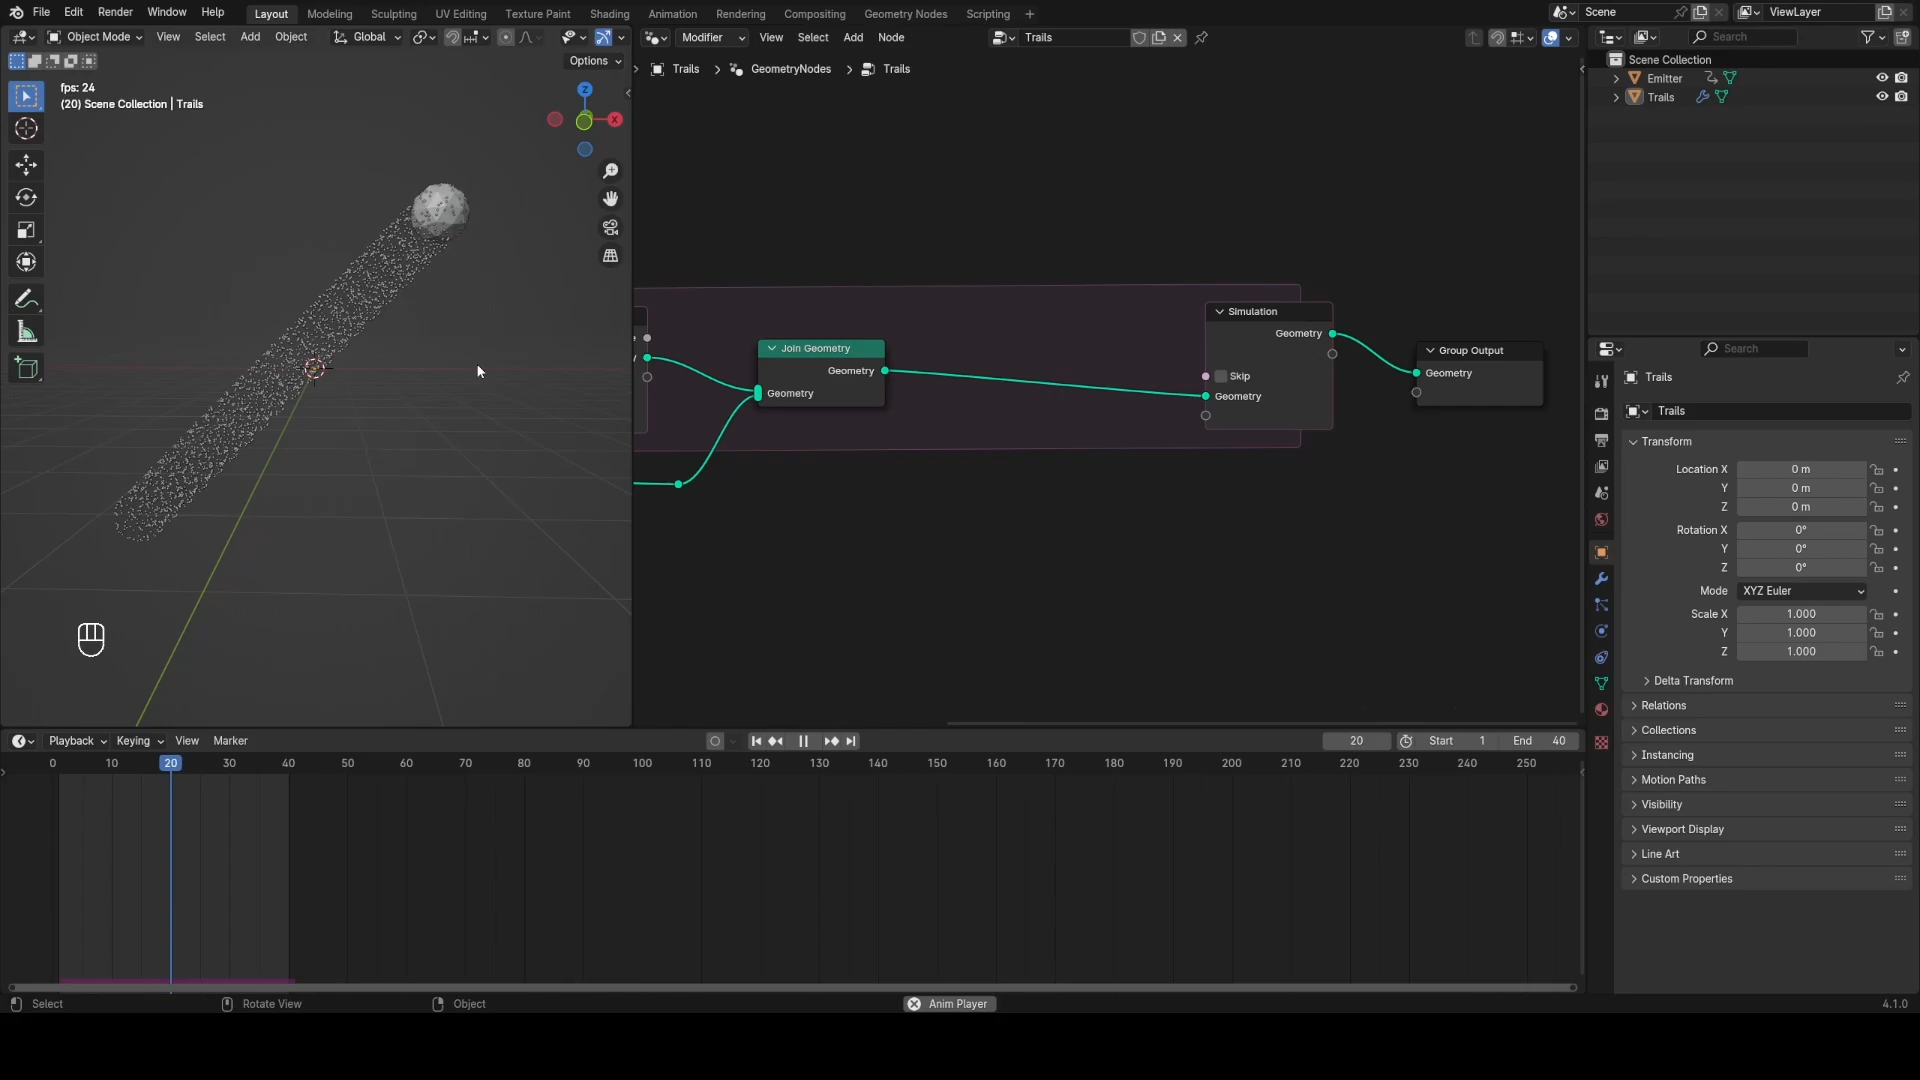 File Edit Render Window Help Layout Modeling Sculpting UV Editing Texture Paint Shading Animation Rendering Compositing Geometry Nodes Scripting + Scene ViewLayer
Object Mode View Select Add Object Global Modifier View Select Add Node Trails Search
Options
Trails > GeometryNodes > Trails
fps: 24
(20) Scene Collection | Trails
Z
X
Scene Collection
Emitter
Trails
Simulation
Geometry
Skip
Geometry
Join Geometry
Geometry
Geometry
Group Output
Geometry
Search
Trails
Trails
Transform
Location X 0 m
Y 0 m
Z 0 m
Rotation X 0°
Y 0°
Z 0°
Mode XYZ Euler
Scale X 1.000
Y 1.000
Z 1.000
Delta Transform
Relations
Collections
Instancing
Motion Paths
Visibility
Viewport Display
Line Art
Custom Properties
Playback Keying View Marker 20 Start 1 End 40
0 10 20 30 40 50 60 70 80 90 100 110 120 130 140 150 160 170 180 190 200 210 220 230 240 250
Select Rotate View Object Anim Player 4.1.0